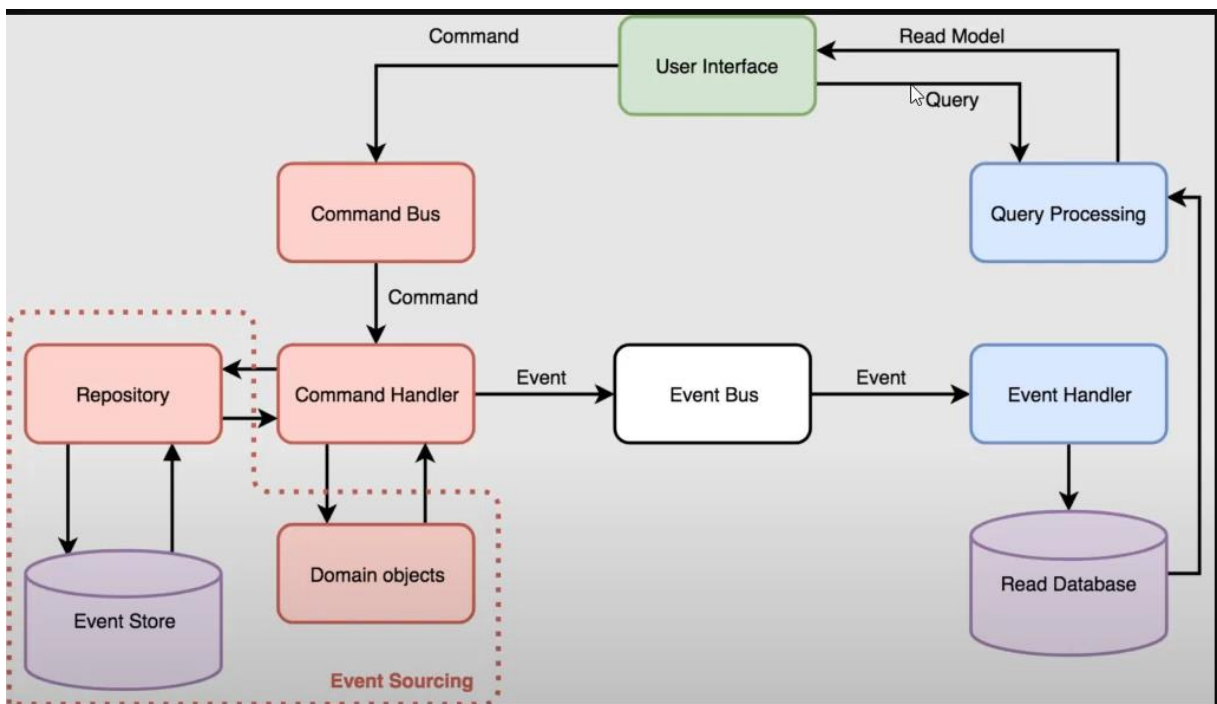 Command
User Interface
Read Model
Query
Command Bus
Query Processing
Command
Repository
Command Handler
Event
Event Bus
Event
Event Handler
Domain objects
Read Database
Event Store
Event Sourcing